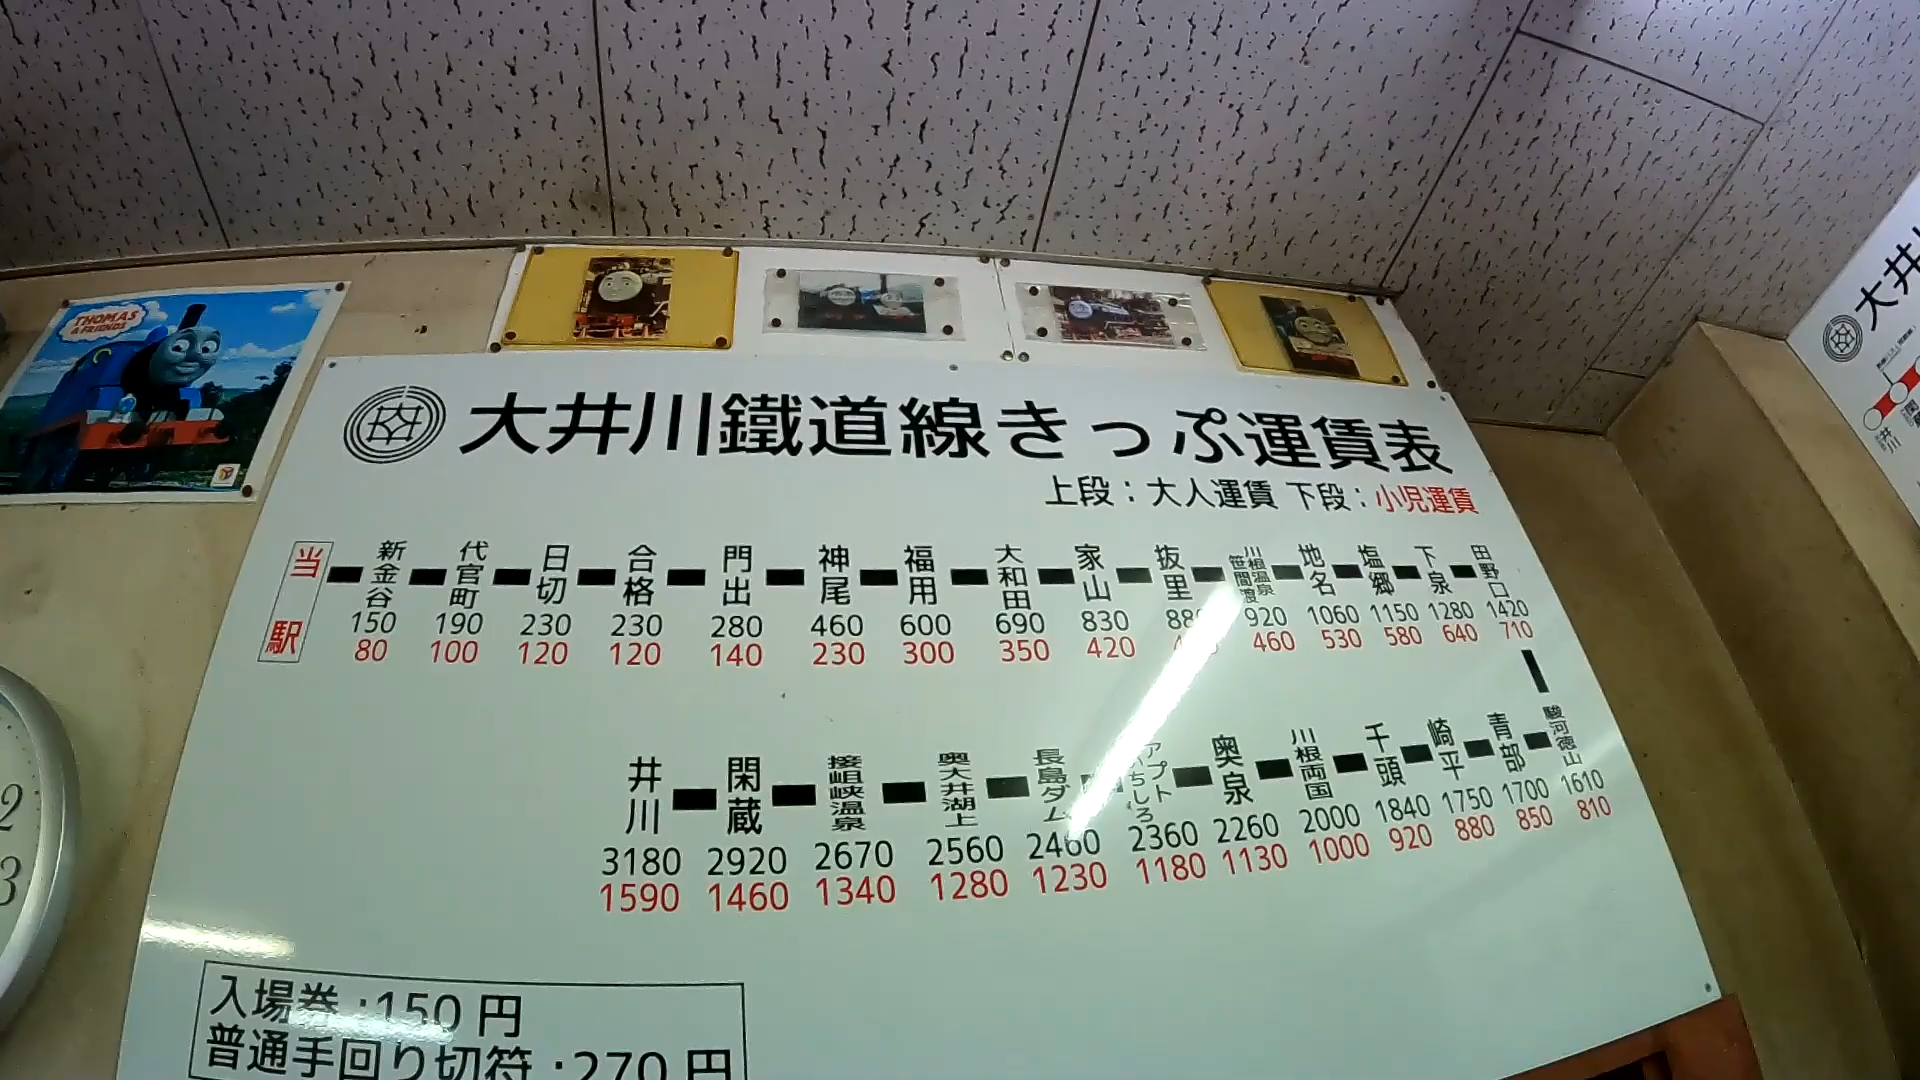 THOMAS
& FRIENDS
大井川鐵道線きっぷ運賃表
上段：大人運賃 下段：小児運賃
当駅 新金谷 代官町 日切 合格 門出 神尾 福用 大和田 家山 抜里 川根温泉笹間渡 地名 塩郷 下泉 田野口
150 190 230 230 280 460 600 690 830 920 1060 1150 1280 1420
80 100 120 120 140 230 300 350 420 460 530 580 640 710
井川 閑蔵 接岨峡温泉 奥大井湖上 長島ダム アプトいちしろ 奥泉 川根両国 千頭 崎平 青部 駿河徳山
3180 2920 2670 2560 2460 2360 2260 2000 1840 1750 1700 1610
1590 1460 1340 1280 1230 1180 1130 1000 920 880 850 810
入場券：150 円
普通手回り切符：270 円
大井
井川
2
3